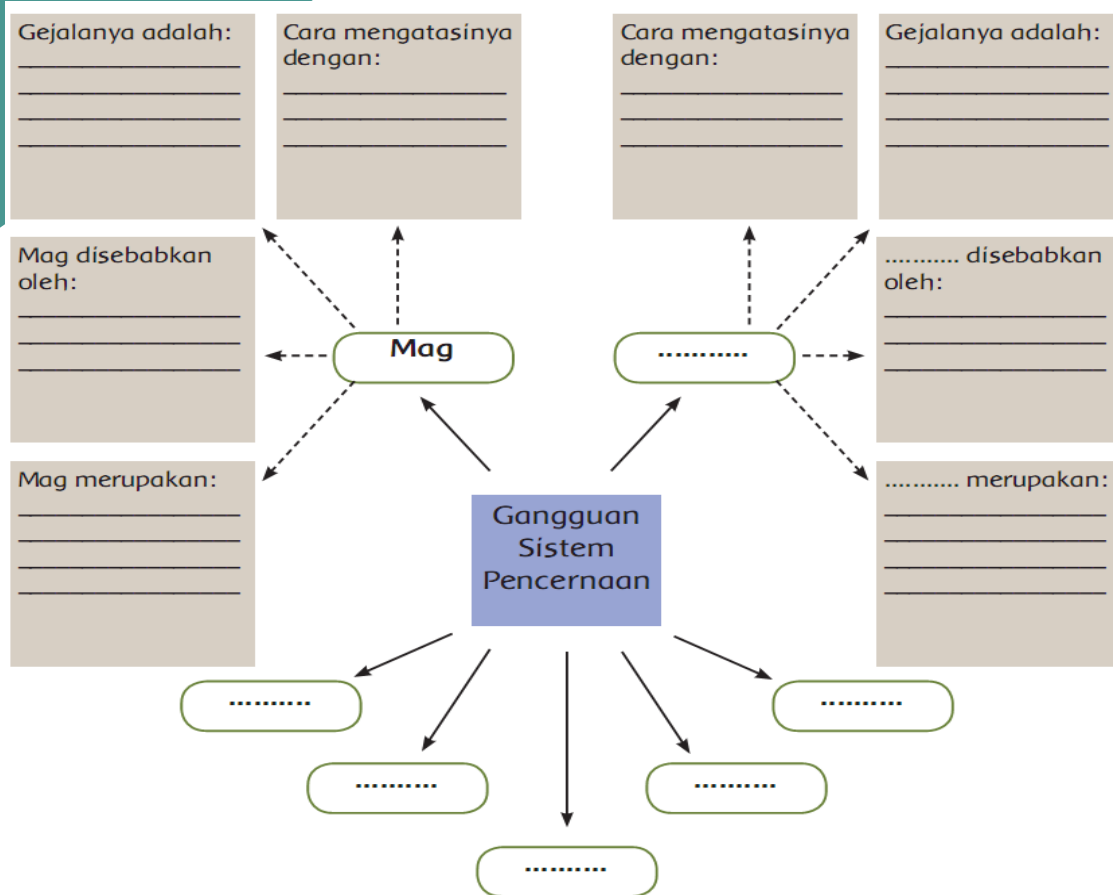 Gejalanya adalah:
Cara mengatasinya
dengan:
Cara mengatasinya
dengan:
Gejalanya adalah:
Mag disebabkan
oleh:
Mag
...........
........... disebabkan
oleh:
Mag merupakan:
Gangguan
Sistem
Pencernaan
........... merupakan:
..........
..........
..........
..........
..........